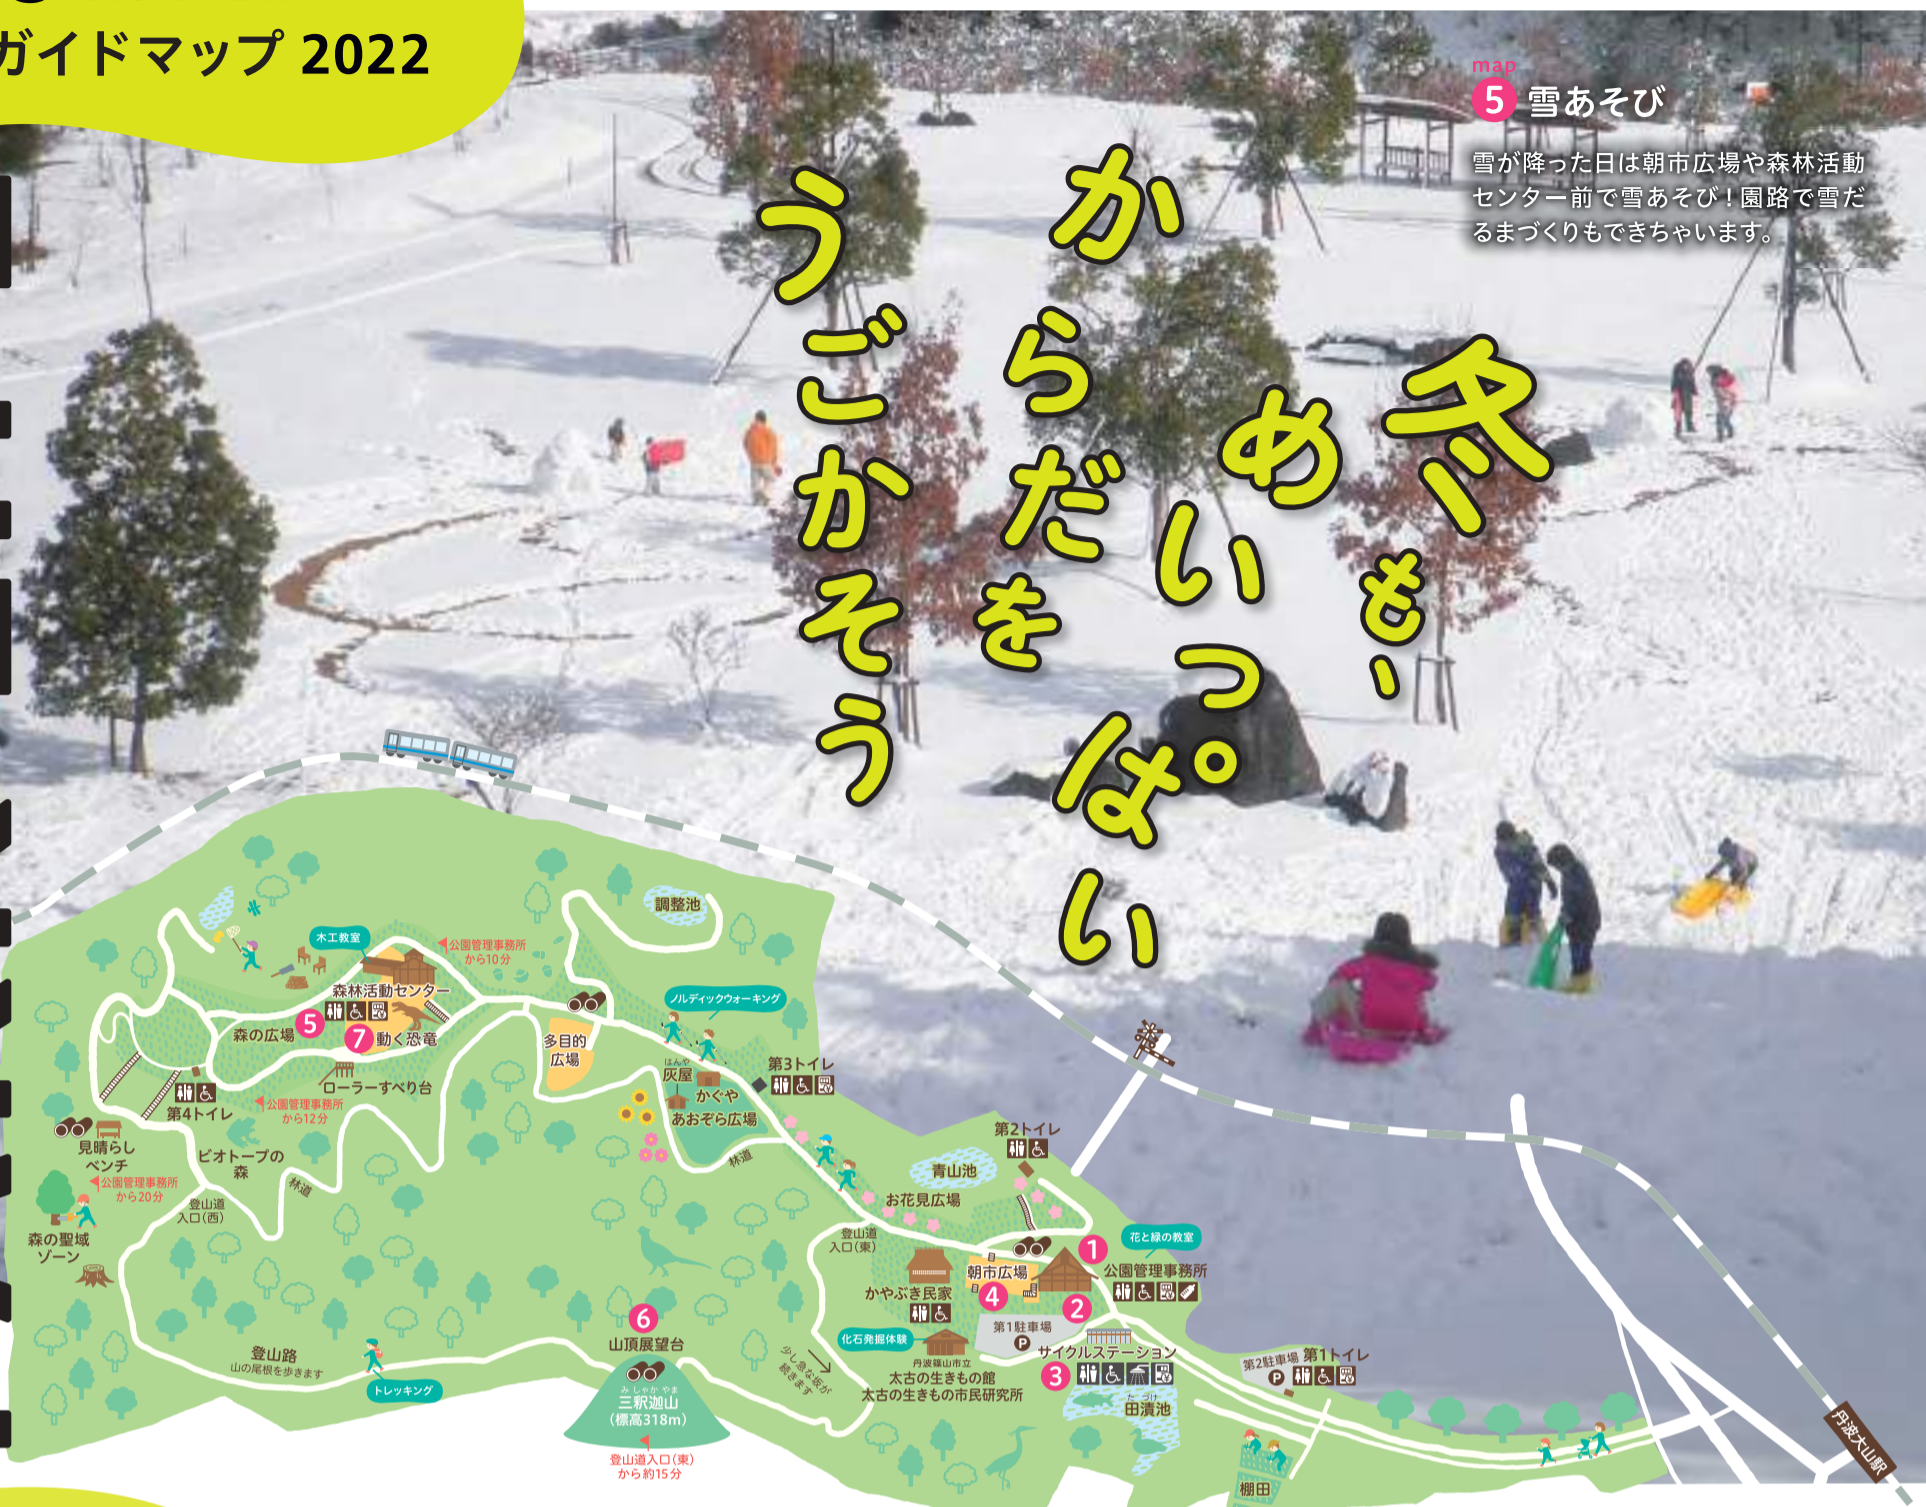 ガイドマップ 2022
map
5 雪あそび
雪が降った日は朝市広場や森林活動
センター前で雪あそび！園路で雪だ
るまづくりもできちゃいます。
冬も、
めいっぱい
からだを
うごかそう
調整池
木工教室
公園管理事務所
から10分
森林活動センター
森の広場
5
7
動く恐竜
ローラーすべり台
第4トイレ
公園管理事務所
から12分
見晴らし
ベンチ
公園管理事務所
から20分
ビオトープの
森
林道
登山道
入口（西）
森の聖域
ゾーン
多目的
広場
ノルディックウォーキング
はんや
灰屋
かぐや
あおぞら広場
第3トイレ
林道
第2トイレ
青山池
お花見広場
登山道
入口（東）
花と緑の教室
1
公園管理事務所
朝市広場
4
2
かやぶき民家
第1駐車場
P
化石発掘体験
丹波篠山市立
太古の生きもの館
太古の生きもの市民研究所
サイクルステーション
3
たづけ
田漬池
第2駐車場
P
第1トイレ
棚田
丹波大山駅
登山路
山の尾根を歩きます
トレッキング
6
山頂展望台
みしゃかやま
三釈迦山
（標高318m）
登山道入口（東）
から約15分
少し急な坂が
続きます